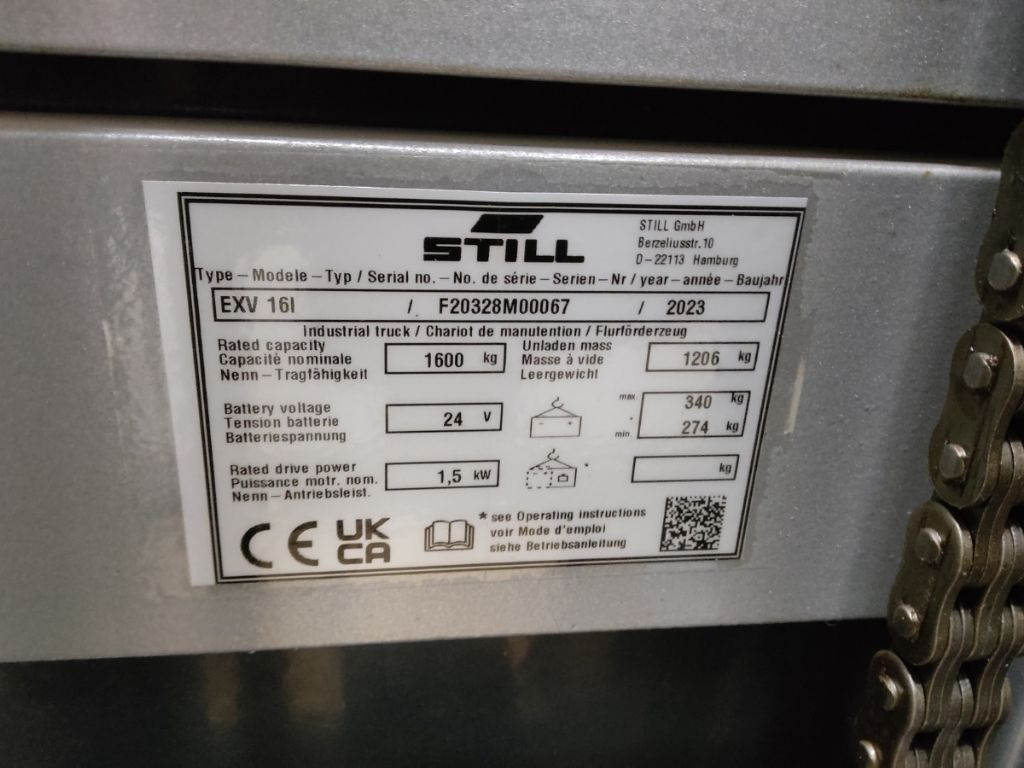 STILL
STILL GmbH
Berzeliusstr.10
D-22113 Hamburg
Type – Modele – Typ / Serial no. – No. de série – Serien – Nr / year – année – Baujahr
EXV 16I / F20328M00067 / 2023
Industrial truck / Chariot de manutention / Flurförderzeug
Rated capacity
Capacité nominale
Nenn – Tragfähigkeit
1600 kg
Unladen mass
Masse à vide
Leergewicht
1206 kg
Battery voltage
Tension batterie
Batteriespannung
24 V
max. 340 kg
min. 274 kg
Rated drive power
Puissance motr. nom.
Nenn – Antriebsleist.
1,5 kW
* kg
CE UK
CA
* see Operating instructions
voir Mode d'emploi
siehe Betriebsanleitung